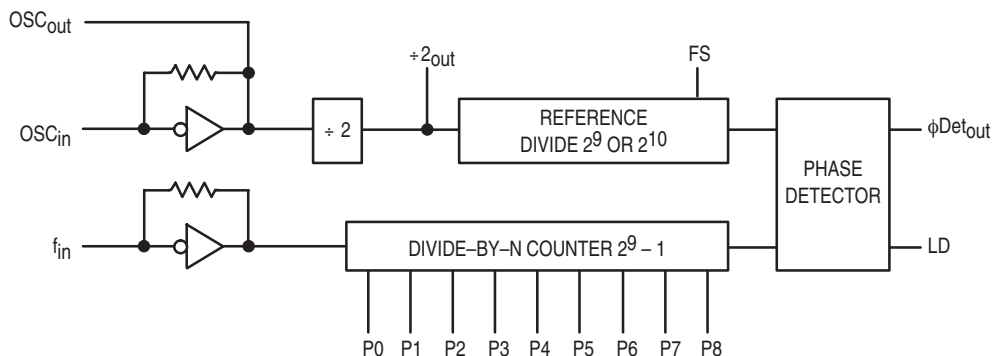 OSCout
÷2out
FS
OSCin
÷ 2
REFERENCE
DIVIDE 2^9 OR 2^10
PHASE
DETECTOR
ϕDetout
fin
DIVIDE–BY–N COUNTER 2^9 – 1
LD
P0 P1 P2 P3 P4 P5 P6 P7 P8